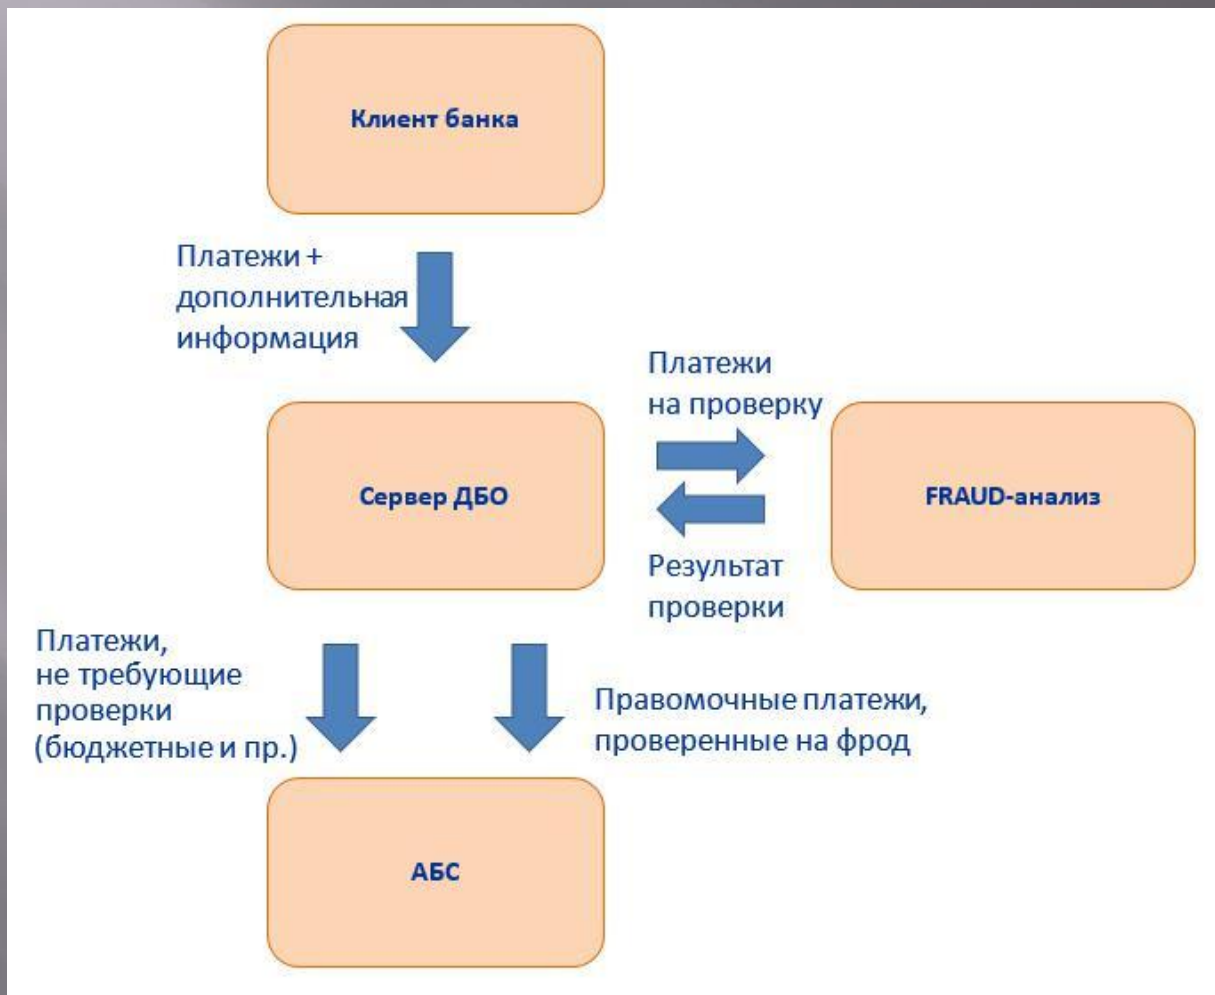 Клиент банка
Платежи +
дополнительная
информация
Платежи
на проверку
Сервер ДБО
FRAUD-анализ
Результат
проверки
Платежи,
не требующие
проверки
(бюджетные и пр.)
Правомочные платежи,
проверенные на фрод
АБС